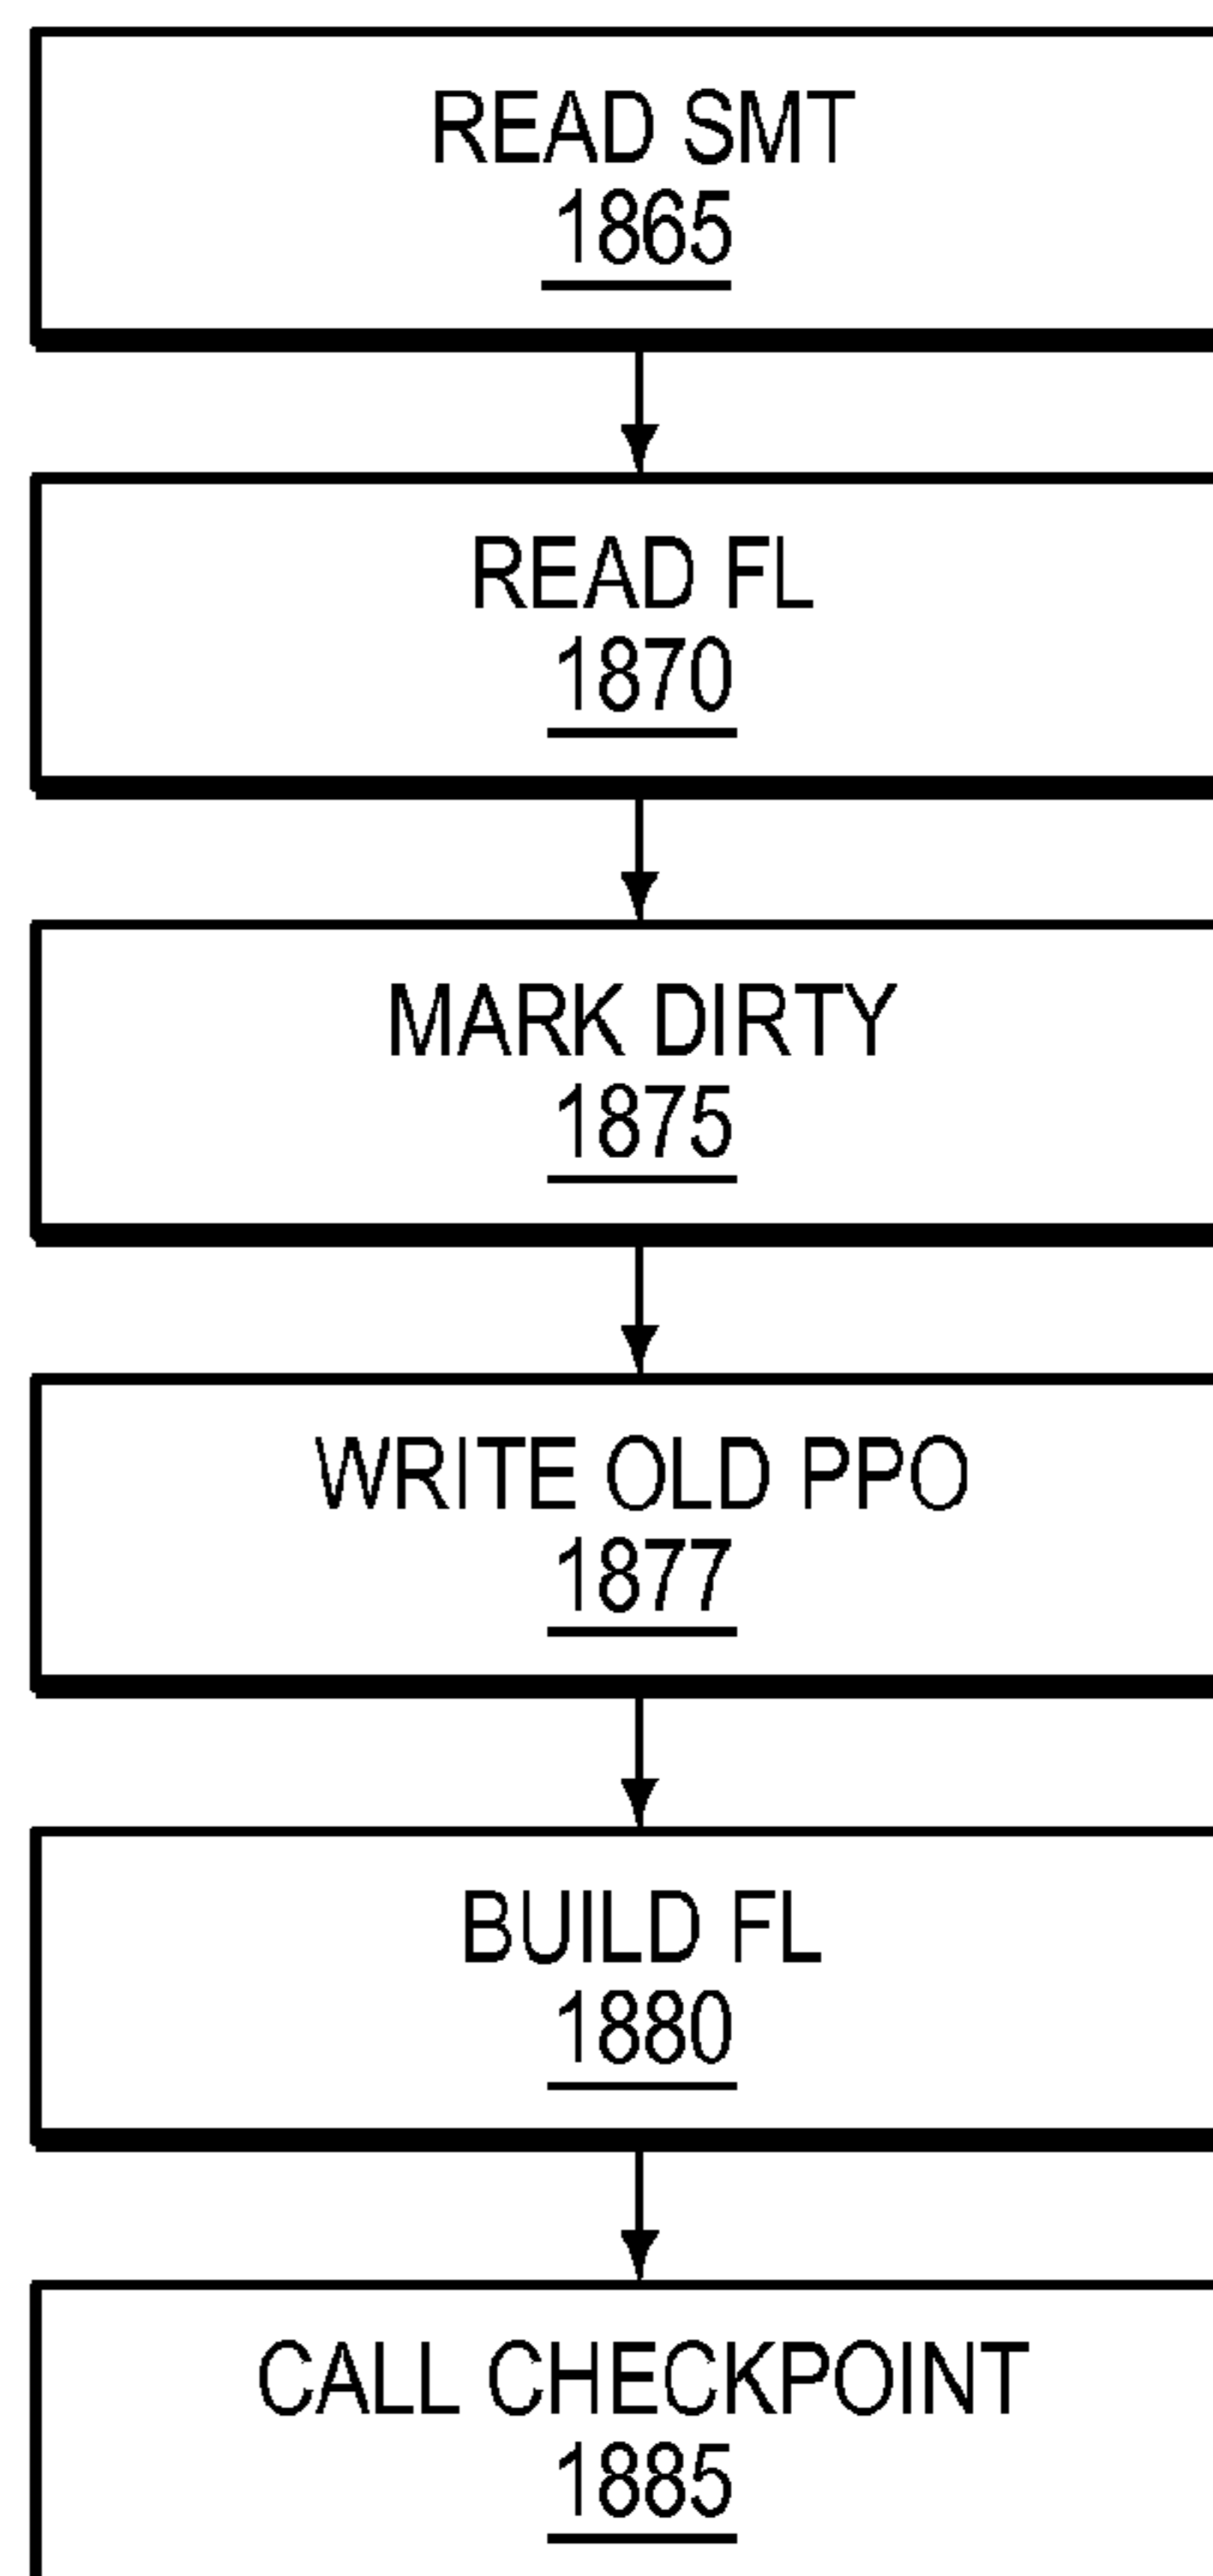 READ SMT
1865
READ FL
1870
MARK DIRTY
1875
WRITE OLD PPO
1877
BUILD FL
1880
CALL CHECKPOINT
1885